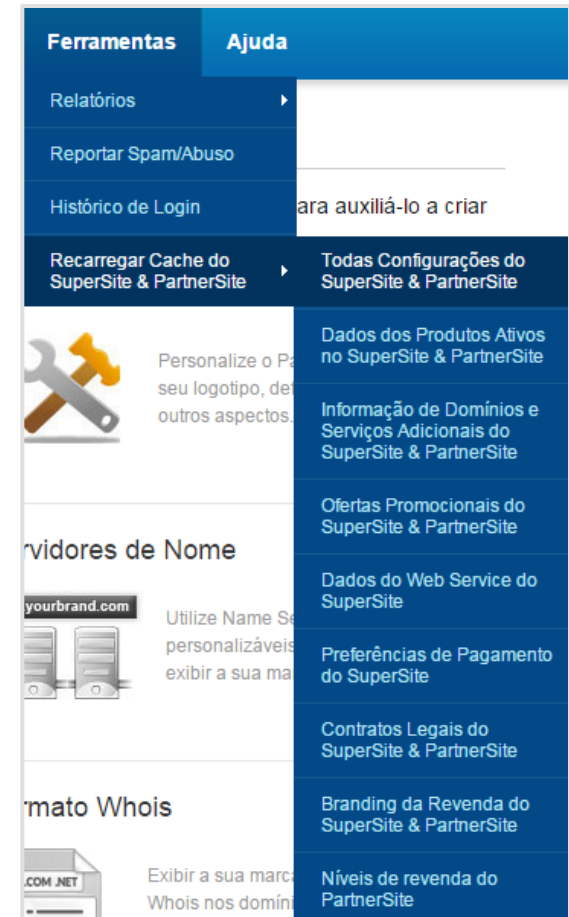 Ferramentas Ajuda
Relatórios
Reportar Spam/Abuso
Histórico de Login
ara auxiliá-lo a criar
Recarregar Cache do
SuperSite & PartnerSite
Todas Configurações do
SuperSite & PartnerSite
Dados dos Produtos Ativos
no SuperSite & PartnerSite
Informação de Domínios e
Serviços Adicionais do
SuperSite & PartnerSite
Ofertas Promocionais do
SuperSite & PartnerSite
Dados do Web Service do
SuperSite
Preferências de Pagamento
do SuperSite
Contratos Legais do
SuperSite & PartnerSite
Branding da Revenda do
SuperSite & PartnerSite
Níveis de revenda do
PartnerSite
Personalize o Pa
seu logotipo, def
outros aspectos.
rvidores de Nome
yourbrand.com
Utilize Name Se
personalizáveis
exibir a sua ma
rmato Whois
.COM .NET
Exibir a sua marca
Whois nos domíni